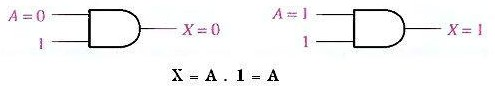 A = 0 A = 1
X = 0 X = 1
1 1
X = A . 1 = A